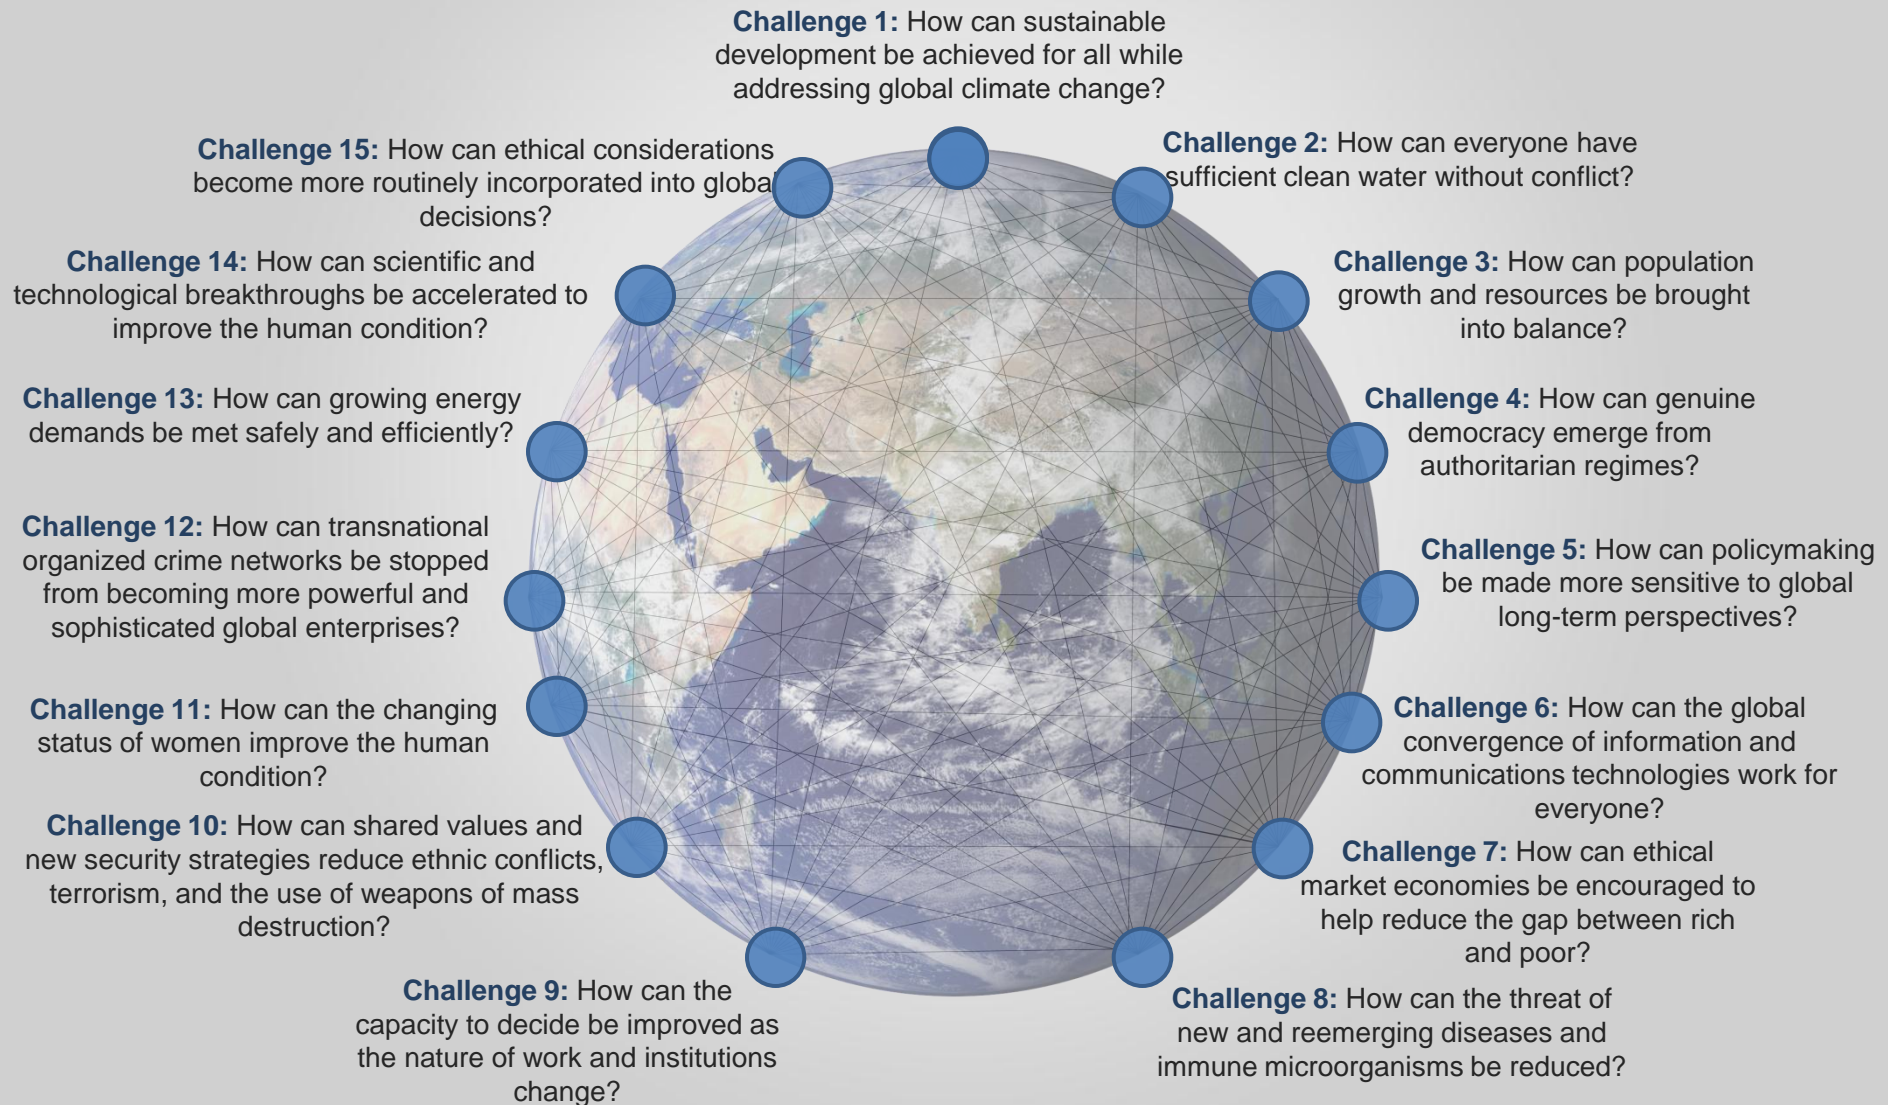 Challenge 1: How can sustainable
development be achieved for all while
addressing global climate change?
Challenge 2: How can everyone have
sufficient clean water without conflict?
Challenge 3: How can population
growth and resources be brought
into balance?
Challenge 4: How can genuine
democracy emerge from
authoritarian regimes?
Challenge 5: How can policymaking
be made more sensitive to global
long-term perspectives?
Challenge 6: How can the global
convergence of information and
communications technologies work for
everyone?
Challenge 7: How can ethical
market economies be encouraged to
help reduce the gap between rich
and poor?
Challenge 8: How can the threat of
new and reemerging diseases and
immune microorganisms be reduced?
Challenge 9: How can the
capacity to decide be improved as
the nature of work and institutions
change?
Challenge 10: How can shared values and
new security strategies reduce ethnic conflicts,
terrorism, and the use of weapons of mass
destruction?
Challenge 11: How can the changing
status of women improve the human
condition?
Challenge 12: How can transnational
organized crime networks be stopped
from becoming more powerful and
sophisticated global enterprises?
Challenge 13: How can growing energy
demands be met safely and efficiently?
Challenge 14: How can scientific and
technological breakthroughs be accelerated to
improve the human condition?
Challenge 15: How can ethical considerations
become more routinely incorporated into global
decisions?